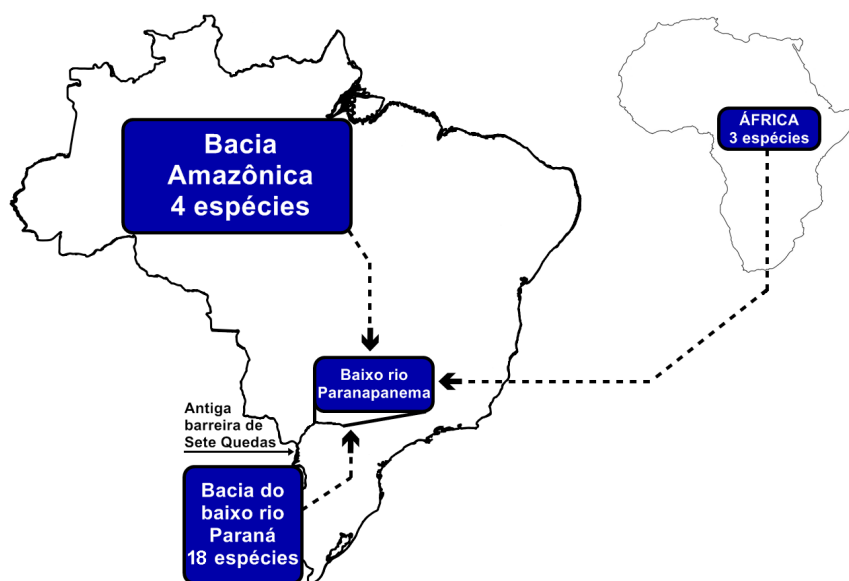 Bacia
Amazônica
4 espécies
ÁFRICA
3 espécies
Baixo rio
Paranapanema
Antiga
barreira de
Sete Quedas
Bacia do
baixo rio
Paraná
18 espécies